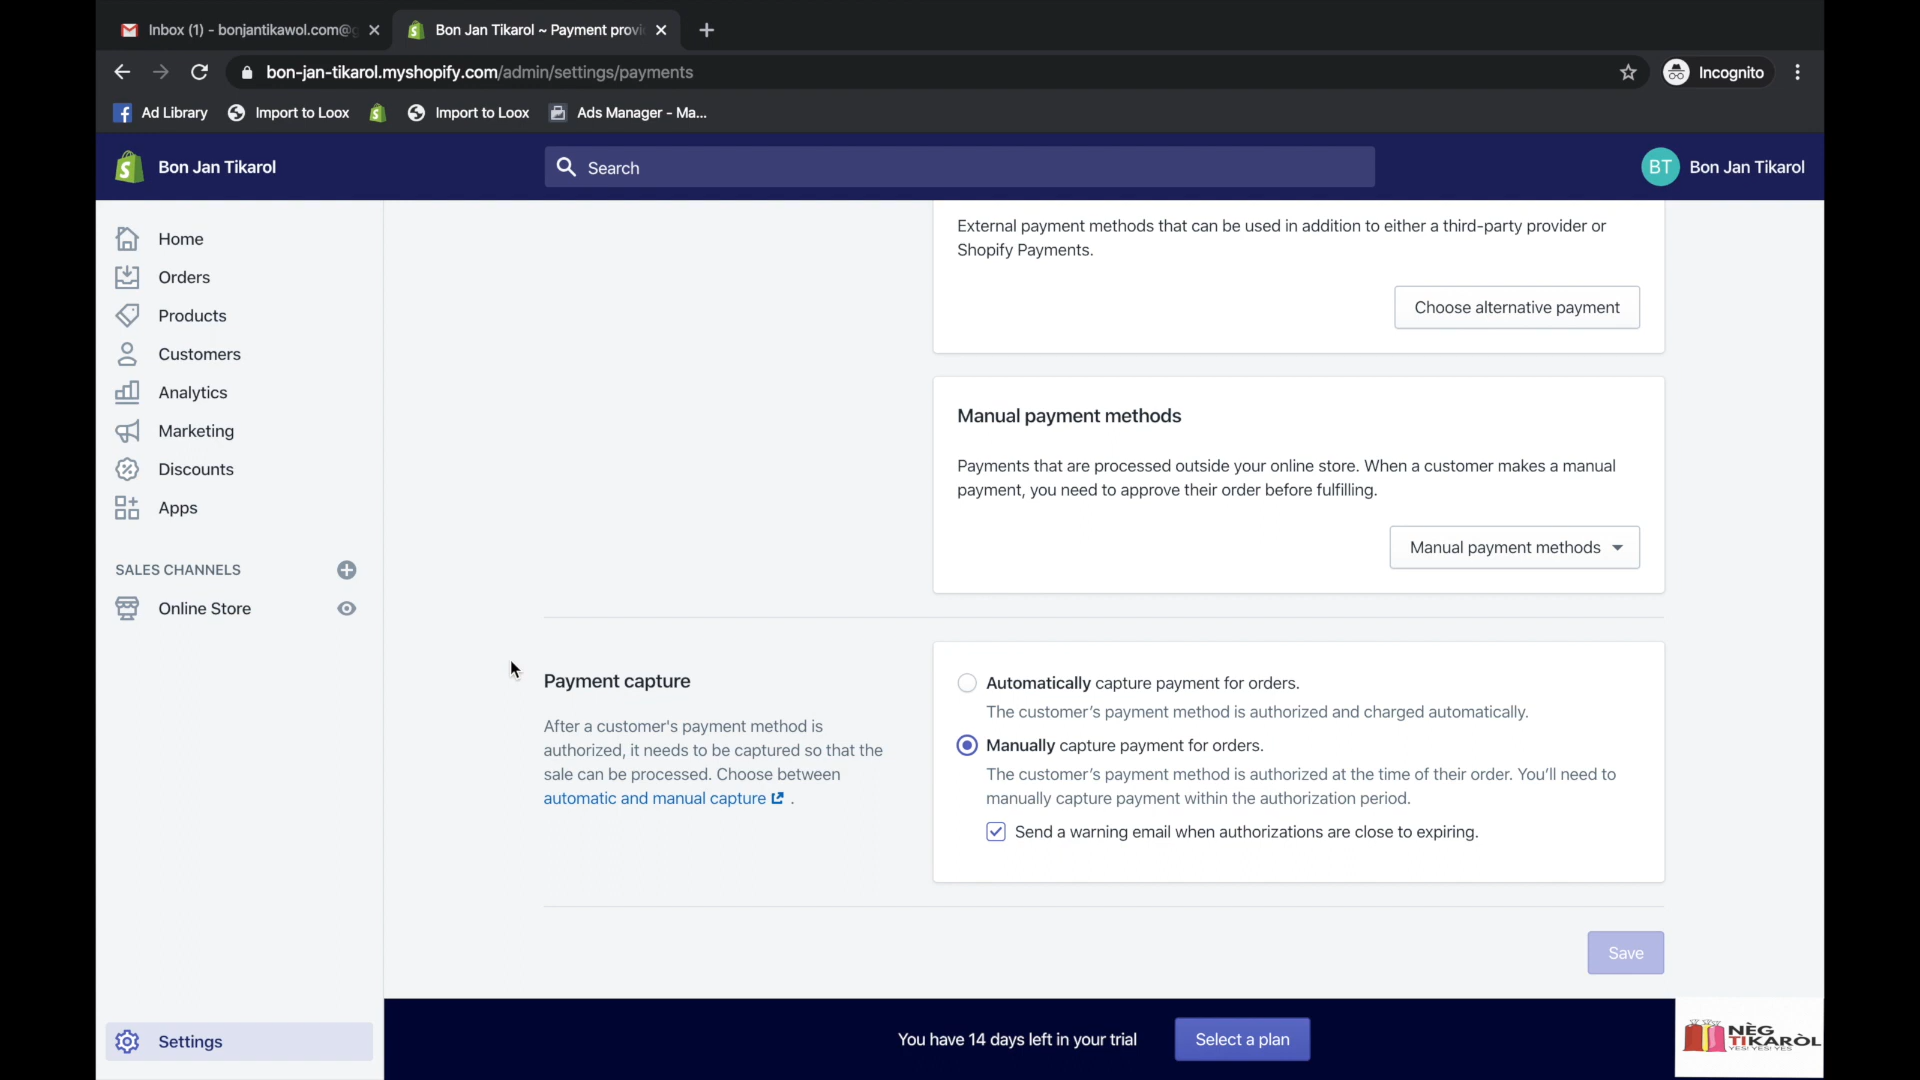 Inbox (1) - bonjantikawol.com@g
Bon Jan Tikarol ~ Payment provi
bon-jan-tikarol.myshopify.com/admin/settings/payments
Incognito
Ad Library
Import to Loox
Import to Loox
Ads Manager - Ma...
Bon Jan Tikarol
Search
BT
Bon Jan Tikarol
Home
Orders
Products
Customers
Analytics
Marketing
Discounts
Apps
SALES CHANNELS
Online Store
Settings
External payment methods that can be used in addition to either a third-party provider or
Shopify Payments.
Choose alternative payment
Manual payment methods
Payments that are processed outside your online store. When a customer makes a manual
payment, you need to approve their order before fulfilling.
Manual payment methods
Payment capture
After a customer's payment method is
authorized, it needs to be captured so that the
sale can be processed. Choose between
automatic and manual capture .
Automatically capture payment for orders.
The customer’s payment method is authorized and charged automatically.
Manually capture payment for orders.
The customer’s payment method is authorized at the time of their order. You’ll need to
manually capture payment within the authorization period.
Send a warning email when authorizations are close to expiring.
Save
You have 14 days left in your trial
Select a plan
NÈG
TIKARÒL
YES! YES! YES